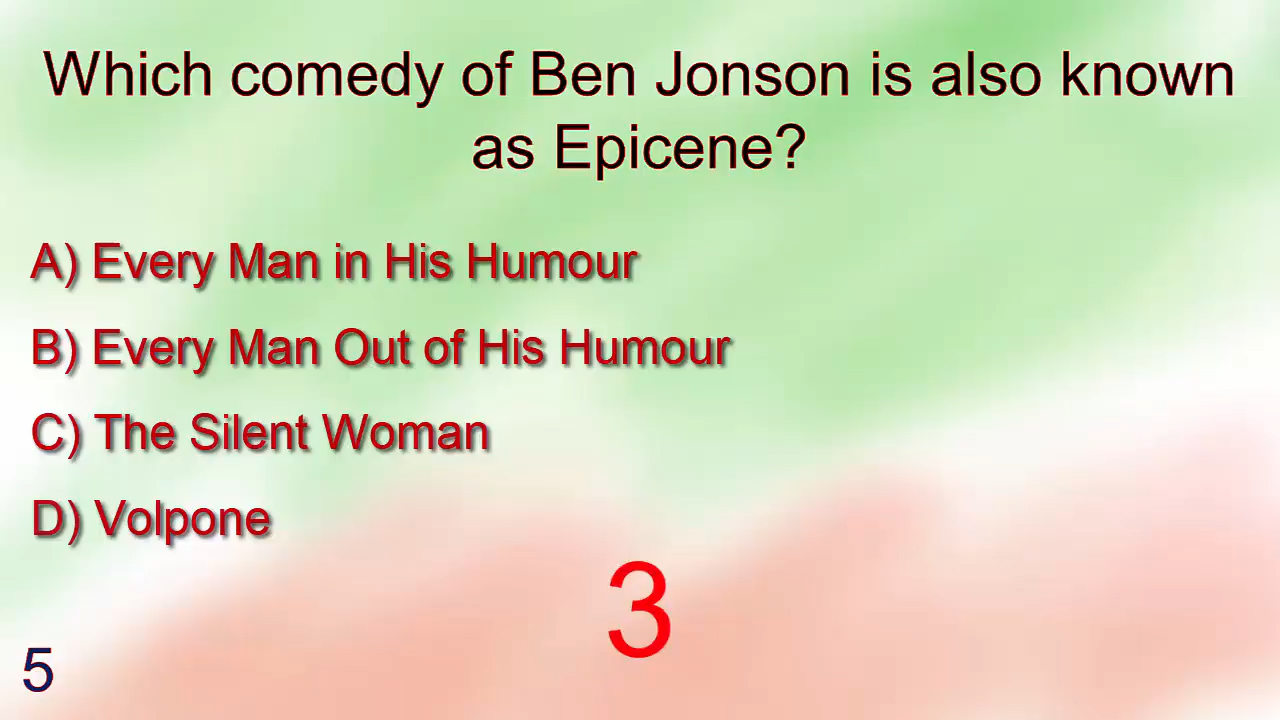 Which comedy of Ben Jonson is also known
as Epicene?
A) Every Man in His Humour
B) Every Man Out of His Humour
C) The Silent Woman
D) Volpone
3
5